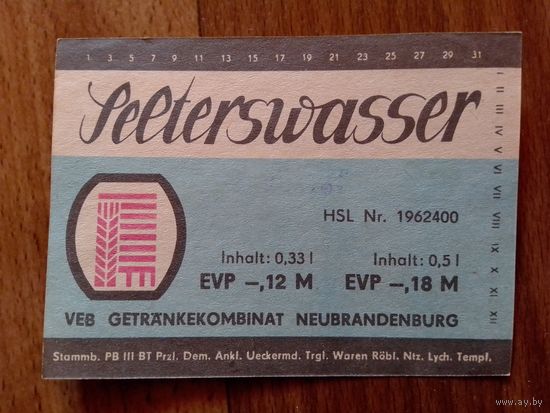 1 3 5 7 9 11 13 15 17 19 21 23 25 27 29 31
Selterswasser
I II III IV V VI VII VIII IX X XI XII
HSL Nr. 1962400
Inhalt: 0,33 l Inhalt: 0,5 l
EVP –,12 M EVP –,18 M
VEB GETRÄNKEKOMBINAT NEUBRANDENBURG
Stammb. PB III BT Przl. Dem. Ankl. Ueckermd. Trgl. Waren Röbl. Ntz. Lych. Templ.
www.ay.by